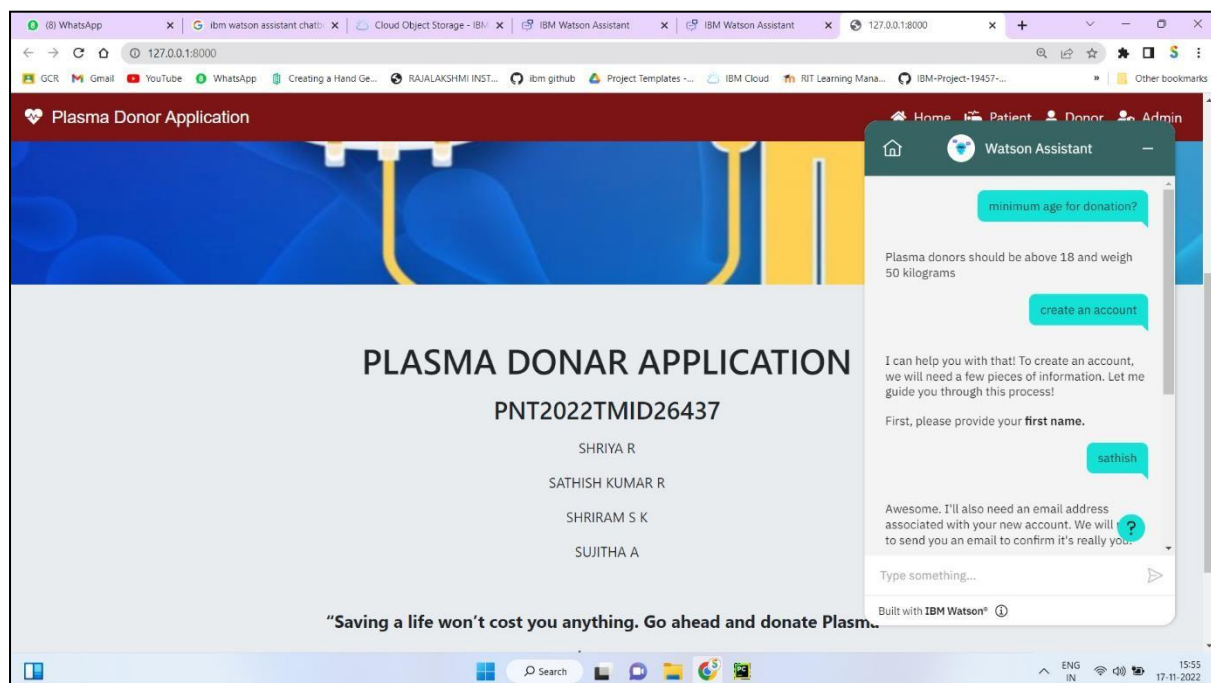 (8) WhatsApp
ibm watson assistant chatb
Cloud Object Storage - IBM
IBM Watson Assistant
IBM Watson Assistant
127.0.0.1:8000
127.0.0.1:8000
GCR
Gmail
YouTube
WhatsApp
Creating a Hand Ge...
RAJALAKSHMI INST...
ibm github
Project Templates -...
IBM Cloud
RIT Learning Mana...
IBM-Project-19457-...
»
Other bookmarks
Plasma Donor Application
Home
Patient
Donor
Admin
PLASMA DONAR APPLICATION
PNT2022TMID26437
SHRIYA R
SATHISH KUMAR R
SHRIRAM S K
SUJITHA A
“Saving a life won’t cost you anything. Go ahead and donate Plasma
Watson Assistant
minimum age for donation?
Plasma donors should be above 18 and weigh
50 kilograms
create an account
I can help you with that! To create an account,
we will need a few pieces of information. Let me
guide you through this process!
First, please provide your first name.
sathish
Awesome. I'll also need an email address
associated with your new account. We will
to send you an email to confirm it's really you.
?
Type something...
Built with IBM Watson®
Search
ENG
IN
15:55
17-11-2022